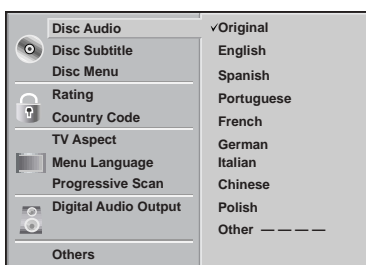 Disc Audio
Disc Subtitle
Disc Menu
Rating
Country Code
TV Aspect
Menu Language
Progressive Scan
Digital Audio Output
Others
✓Original
English
Spanish
Portuguese
French
German
Italian
Chinese
Polish
Other — — — —